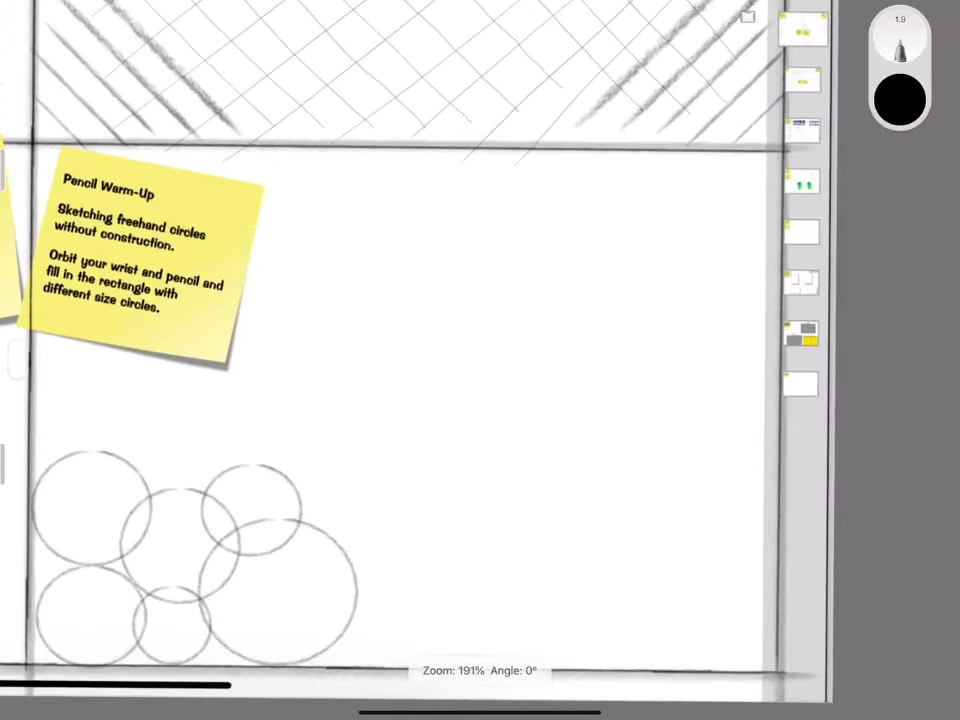 1.9
Pencil Warm-Up
Sketching freehand circles
without construction.
Orbit your wrist and pencil and
fill in the rectangle with
different size circles.
Zoom: 191% Angle: 0°